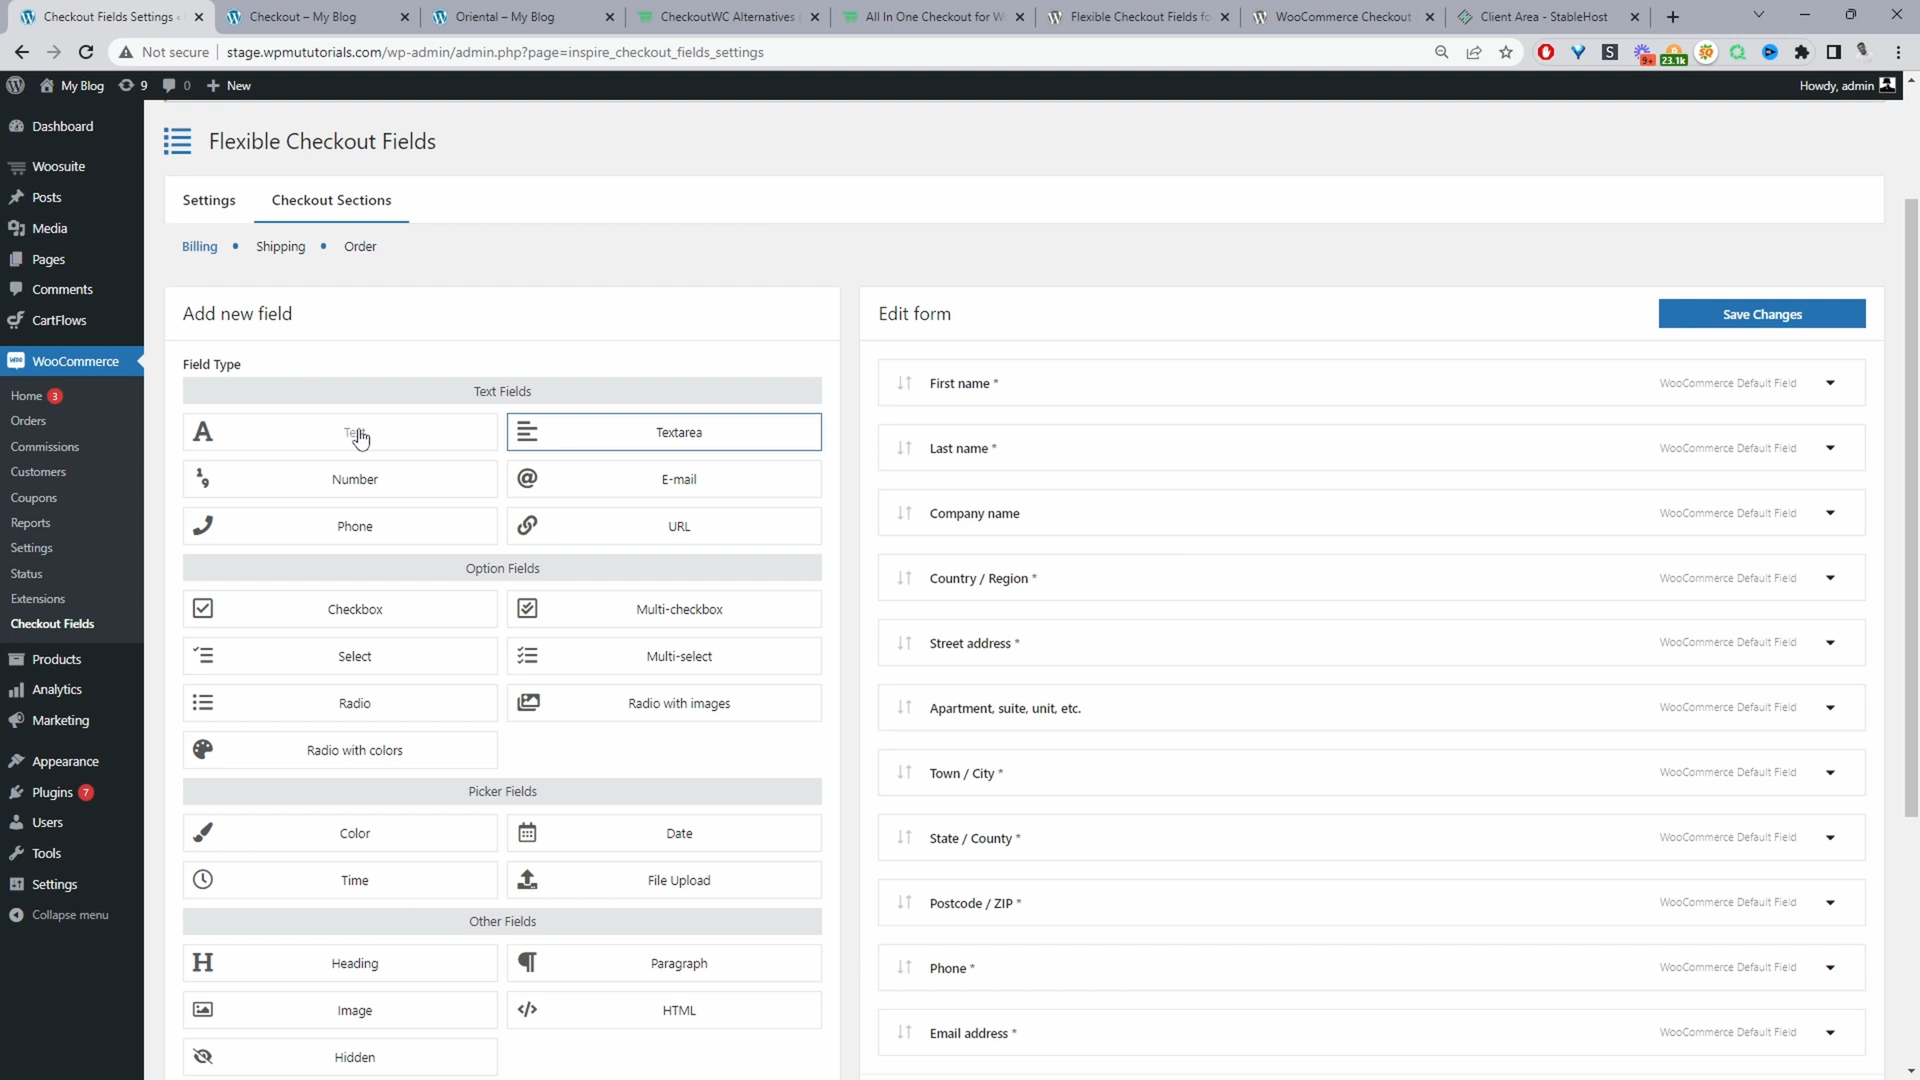 Checkout Fields Settings ‹
Checkout – My Blog
Oriental – My Blog
CheckoutWC Alternatives (
All In One Checkout for W
Flexible Checkout Fields fo
WooCommerce Checkout
Client Area - StableHost
Not secure
stage.wpmututorials.com/wp-admin/admin.php?page=inspire_checkout_fields_settings
9+
23.1k
My Blog
9
0
New
Howdy, admin
Dashboard
Woosuite
Posts
Media
Pages
Comments
CartFlows
WooCommerce
Home 3
Orders
Commissions
Customers
Coupons
Reports
Settings
Status
Extensions
Checkout Fields
Products
Analytics
Marketing
Appearance
Plugins 7
Users
Tools
Settings
Collapse menu
Flexible Checkout Fields
Settings
Checkout Sections
Billing
Shipping
Order
Add new field
Field Type
Text Fields
Text
Textarea
Number
E-mail
Phone
URL
Option Fields
Checkbox
Multi-checkbox
Select
Multi-select
Radio
Radio with images
Radio with colors
Picker Fields
Color
Date
Time
File Upload
Other Fields
Heading
Paragraph
Image
HTML
Hidden
Edit form
Save Changes
First name *
WooCommerce Default Field
Last name *
WooCommerce Default Field
Company name
WooCommerce Default Field
Country / Region *
WooCommerce Default Field
Street address *
WooCommerce Default Field
Apartment, suite, unit, etc.
WooCommerce Default Field
Town / City *
WooCommerce Default Field
State / County *
WooCommerce Default Field
Postcode / ZIP *
WooCommerce Default Field
Phone *
WooCommerce Default Field
Email address *
WooCommerce Default Field